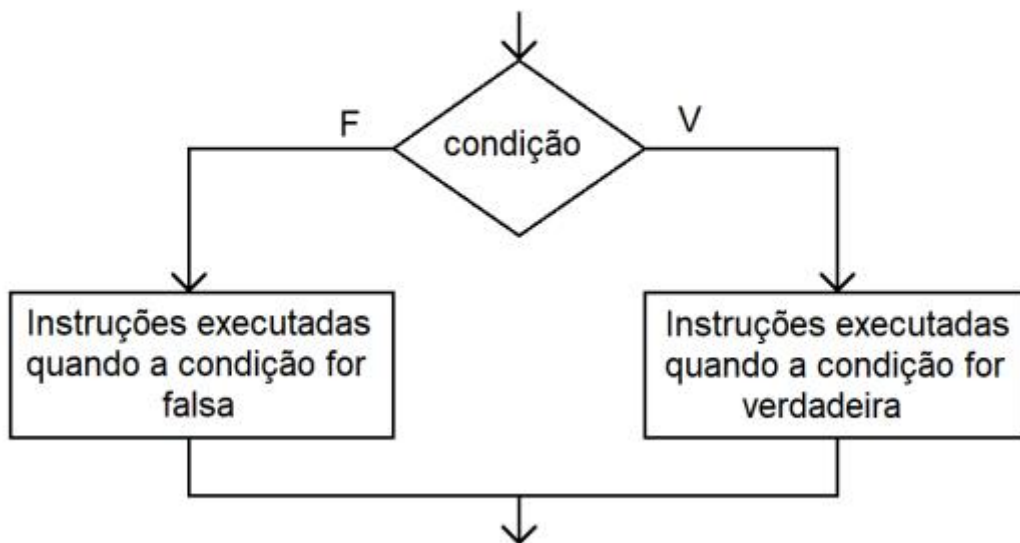 F
condição
V
Instruções executadas
quando a condição for
falsa
Instruções executadas
quando a condição for
verdadeira